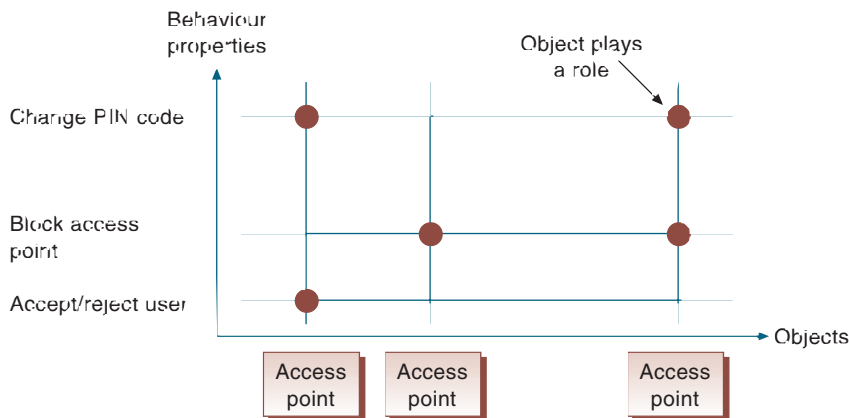 Behaviour
properties
Object plays
a role
Change PIN code
Block access
point
Accept/reject user
Objects
Access
point
Access
point
Access
point